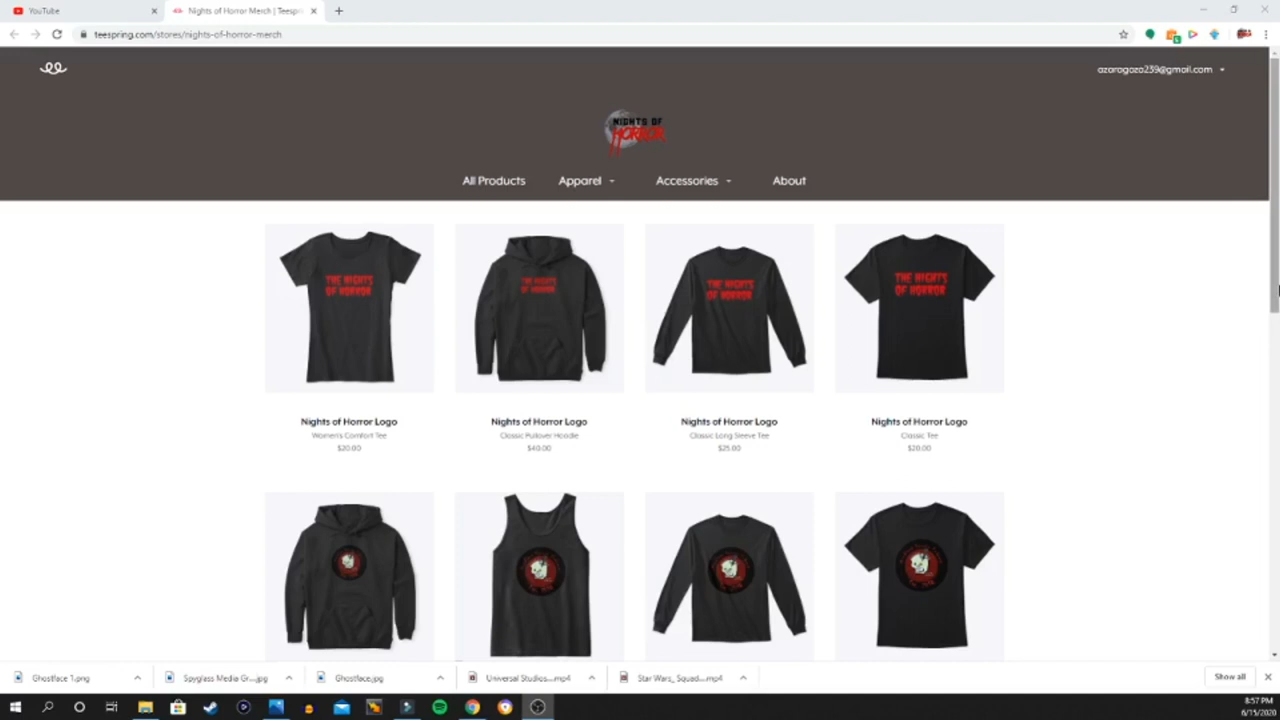 YouTube
Nights of Horror Merch | Teespri
teespring.com/stores/nights-of-horror-merch
azaragoza239@gmail.com
NIGHTS OF
HORROR
All Products Apparel Accessories About
THE NIGHTS
OF HORROR
THE NIGHTS
OF HORROR
THE NIGHTS
OF HORROR
THE NIGHTS
OF HORROR
Nights of Horror Logo
Women's Comfort Tee
$20.00
Nights of Horror Logo
Classic Pullover Hoodie
$40.00
Nights of Horror Logo
Classic Long Sleeve Tee
$25.00
Nights of Horror Logo
Classic Tee
$20.00
Ghostface 1.png
Spyglass Media Gr...jpg
Ghostface.jpg
Universal Studios...mp4
Star Wars_ Squad...mp4
Show all
8:57 PM
6/15/2020